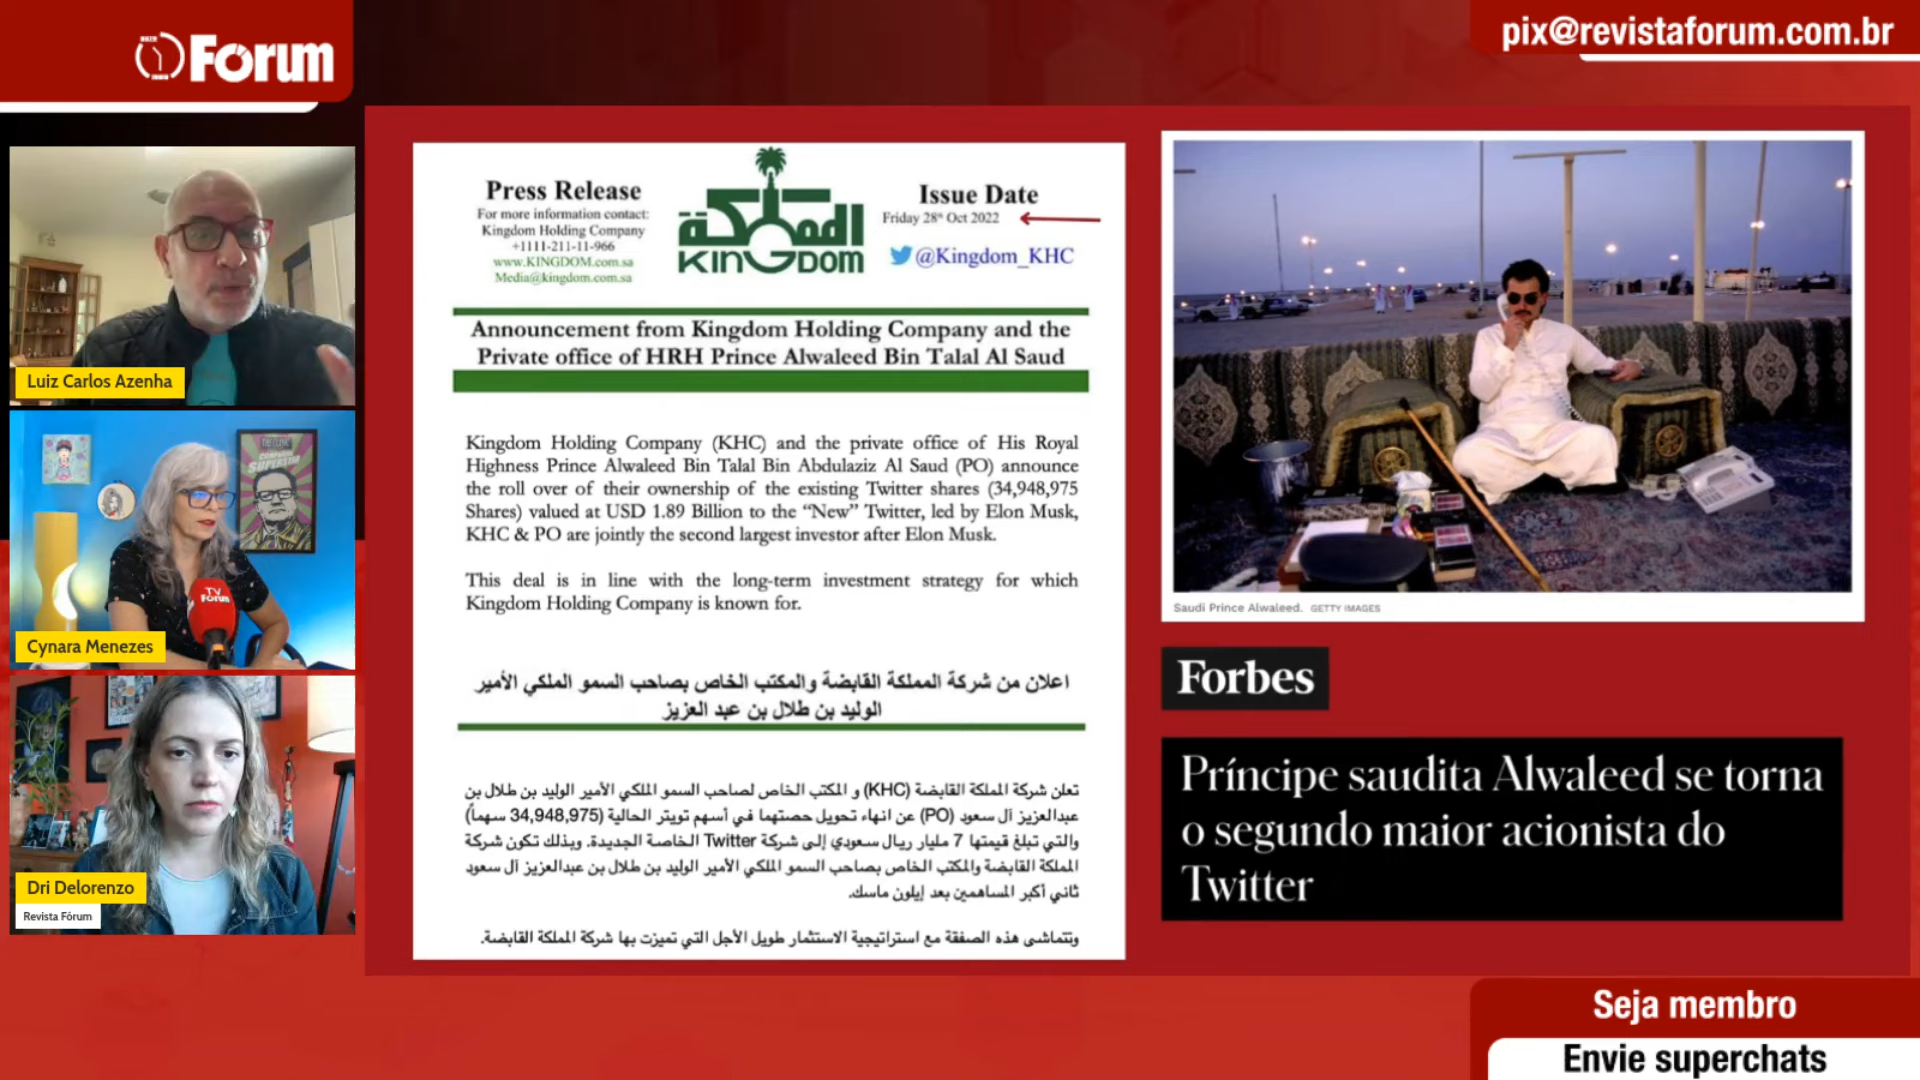 Forum
pix@revistaforum.com.br
Luiz Carlos Azenha
Cynara Menezes
TV
Forum
Dri Delorenzo
Revista Fórum
Press Release
For more information contact:
Kingdom Holding Company
+1111-211-11-966
www.KINGDOM.com.sa
Media@kingdom.com.sa
المملكة
KINGDOM
Issue Date
Friday 28th Oct 2022
@Kingdom_KHC
Announcement from Kingdom Holding Company and the
Private office of HRH Prince Alwaleed Bin Talal Al Saud
Kingdom Holding Company (KHC) and the private office of His Royal
Highness Prince Alwaleed Bin Talal Bin Abdulaziz Al Saud (PO) announce
the roll over of their ownership of the existing Twitter shares (34,948,975
Shares) valued at USD 1.89 Billion to the “New” Twitter, led by Elon Musk,
KHC & PO are jointly the second largest investor after Elon Musk.
This deal is in line with the long-term investment strategy for which
Kingdom Holding Company is known for.
اعلان من شركة المملكة القابضة والمكتب الخاص بصاحب السمو الملكي الأمير
الوليد بن طلال بن عبد العزيز
تعلن شركة المملكة القابضة (KHC) و المكتب الخاص لصاحب السمو الملكي الأمير الوليد بن طلال بن
عبدالعزيز آل سعود (PO) عن انهاء تحويل حصتهما في أسهم تويتر الحالية (34,948,975 سهماً)
والتي تبلغ قيمتها 7 مليار ريال سعودي إلى شركة Twitter الخاصة الجديدة. وبذلك تكون شركة
المملكة القابضة والمكتب الخاص بصاحب السمو الملكي الأمير الوليد بن طلال بن عبدالعزيز آل سعود
ثاني أكبر المساهمين بعد إيلون ماسك.
وتتماشى هذه الصفقة مع استراتيجية الاستثمار طويل الأجل التي تميزت بها شركة المملكة القابضة.
Saudi Prince Alwaleed. GETTY IMAGES
Forbes
Príncipe saudita Alwaleed se torna
o segundo maior acionista do
Twitter
Seja membro
Envie superchats